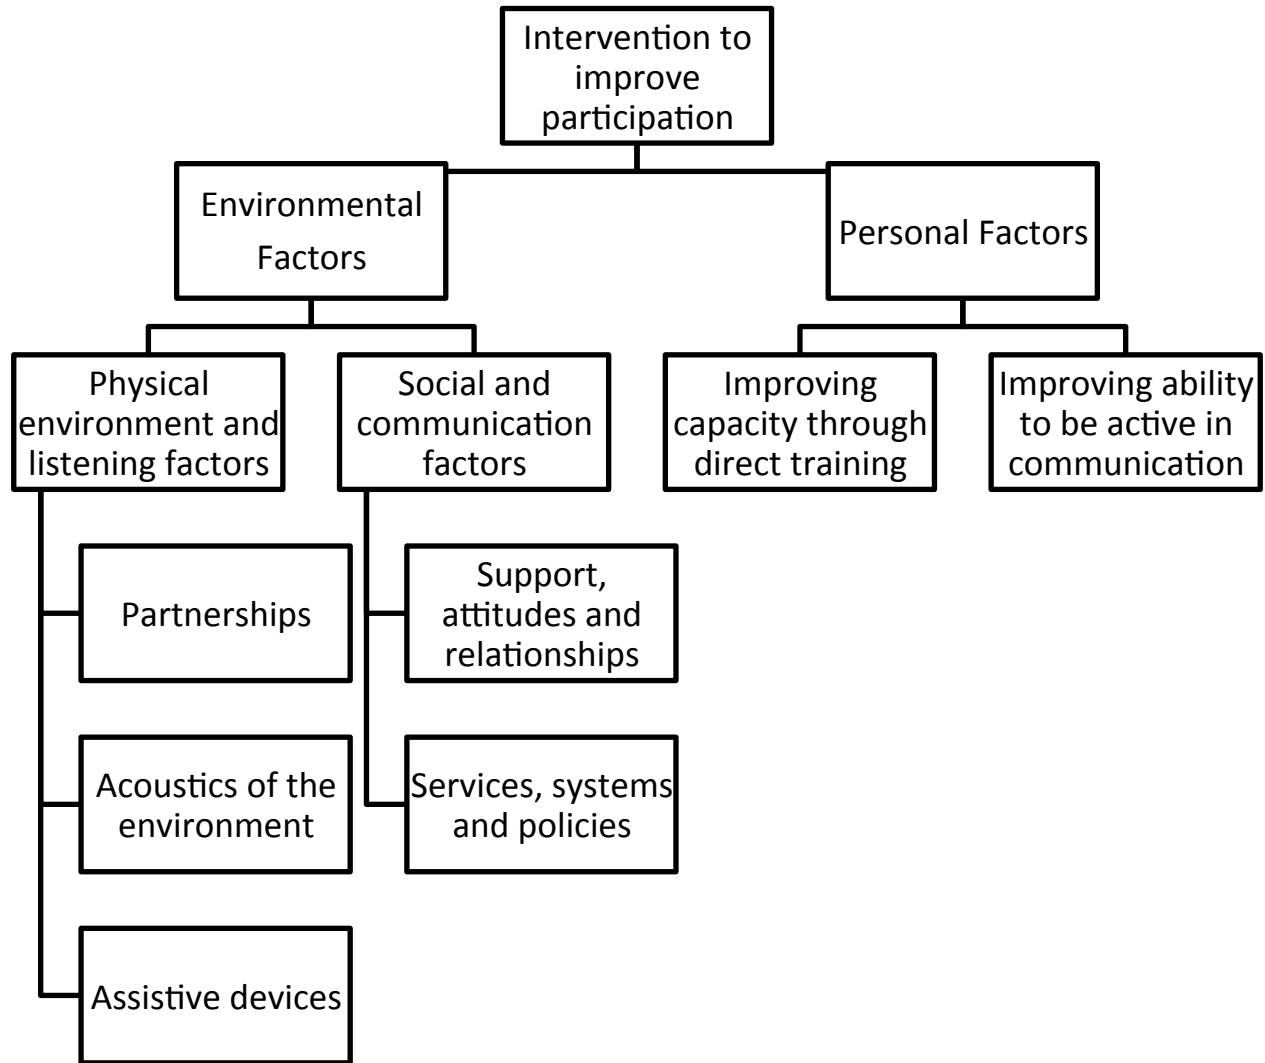 Intervention to
improve
participation
Environmental
Factors
Personal Factors
Physical
environment and
listening factors
Social and
communication
factors
Improving
capacity through
direct training
Improving ability
to be active in
communication
Partnerships
Support,
attitudes and
relationships
Acoustics of the
environment
Services, systems
and policies
Assistive devices